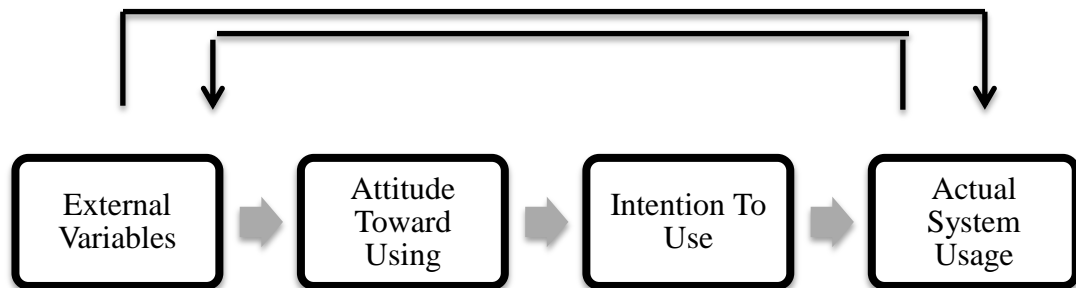 External
Variables
Attitude
Toward
Using
Intention To
Use
Actual
System
Usage